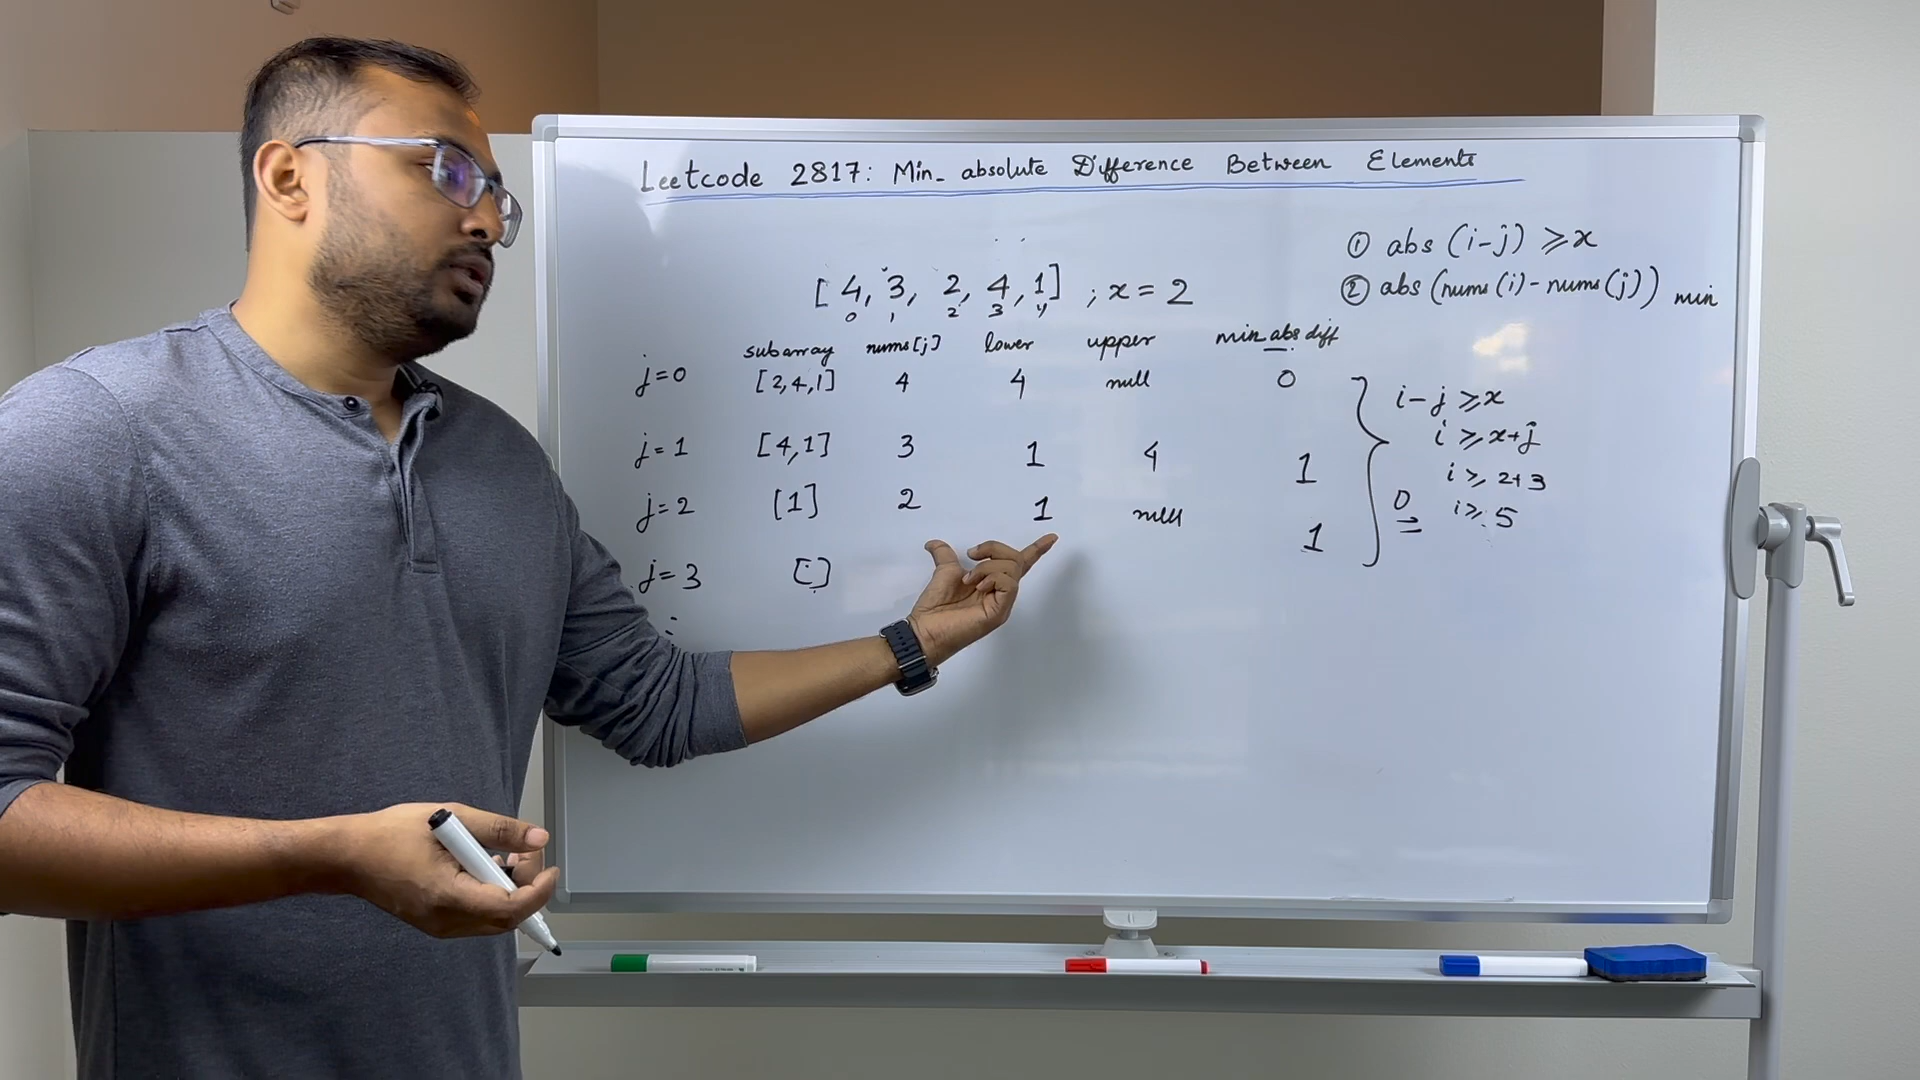 Leetcode 2817: Min_ absolute Difference Between Elements
① abs (i-j) ⩾x
② abs (nums(i)-nums(j)) min
[4, 3, 2, 4, 1] ; x = 2
0 1 2 3 4
subarray nums[j] lower upper min abs diff
j=0 [2,4,1] 4 4 null 0
j=1 [4,1] 3 1 4 1
j=2 [1] 2 1 null 1
j=3 [ ]
:
i-j ⩾x
i ⩾ x+j
i ⩾ 2+3
i ⩾ 5
0